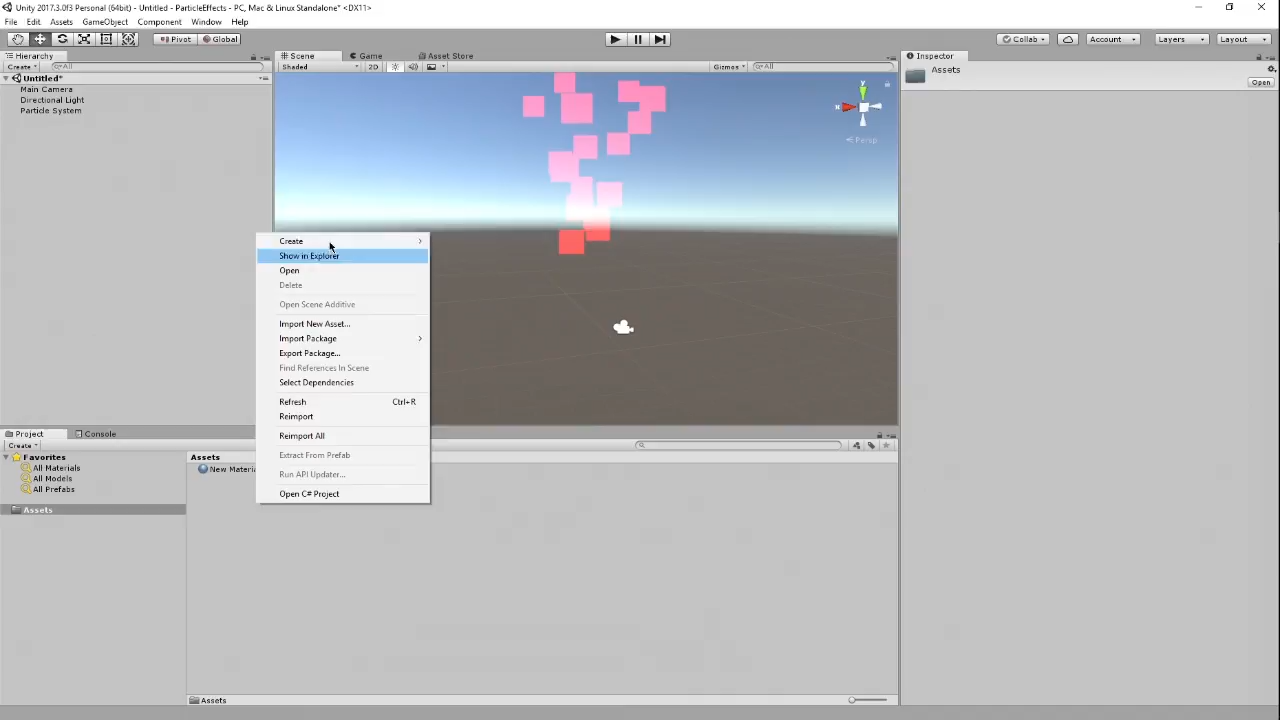 Unity 2017.3.0f3 Personal (64bit) - Untitled - ParticleEffects - PC, Mac & Linux Standalone* <DX11>
File Edit Assets GameObject Component Window Help
Pivot Global Collab Account Layers Layout
Hierarchy Scene Game Asset Store Inspector
Create All Shaded 2D Gizmos All
Untitled*
Assets
Open
Main Camera
Directional Light
Particle System
y
x
Persp
Create
Show in Explorer
Open
Delete
Open Scene Additive
Import New Asset...
Import Package
Export Package...
Find References In Scene
Select Dependencies
Refresh Ctrl+R
Reimport
Reimport All
Extract From Prefab
Run API Updater...
Open C# Project
Project Console
Create
Favorites
All Materials
All Models
All Prefabs
Assets
Assets
New Materia
Assets